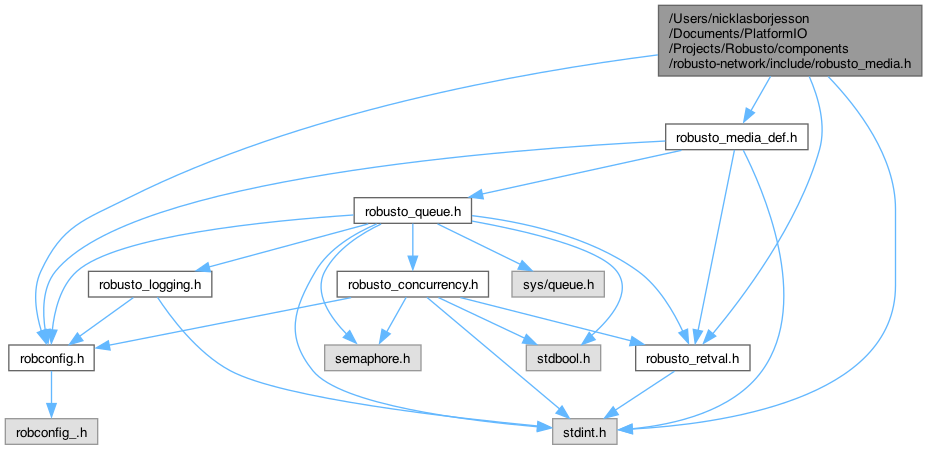 /Users/nicklasborjesson
/Documents/PlatformIO
/Projects/Robusto/components
/robusto-network/include/robusto_media.h
robusto_media_def.h
robusto_queue.h
robusto_logging.h
robusto_concurrency.h
sys/queue.h
robconfig.h
semaphore.h
stdbool.h
robusto_retval.h
robconfig_.h
stdint.h